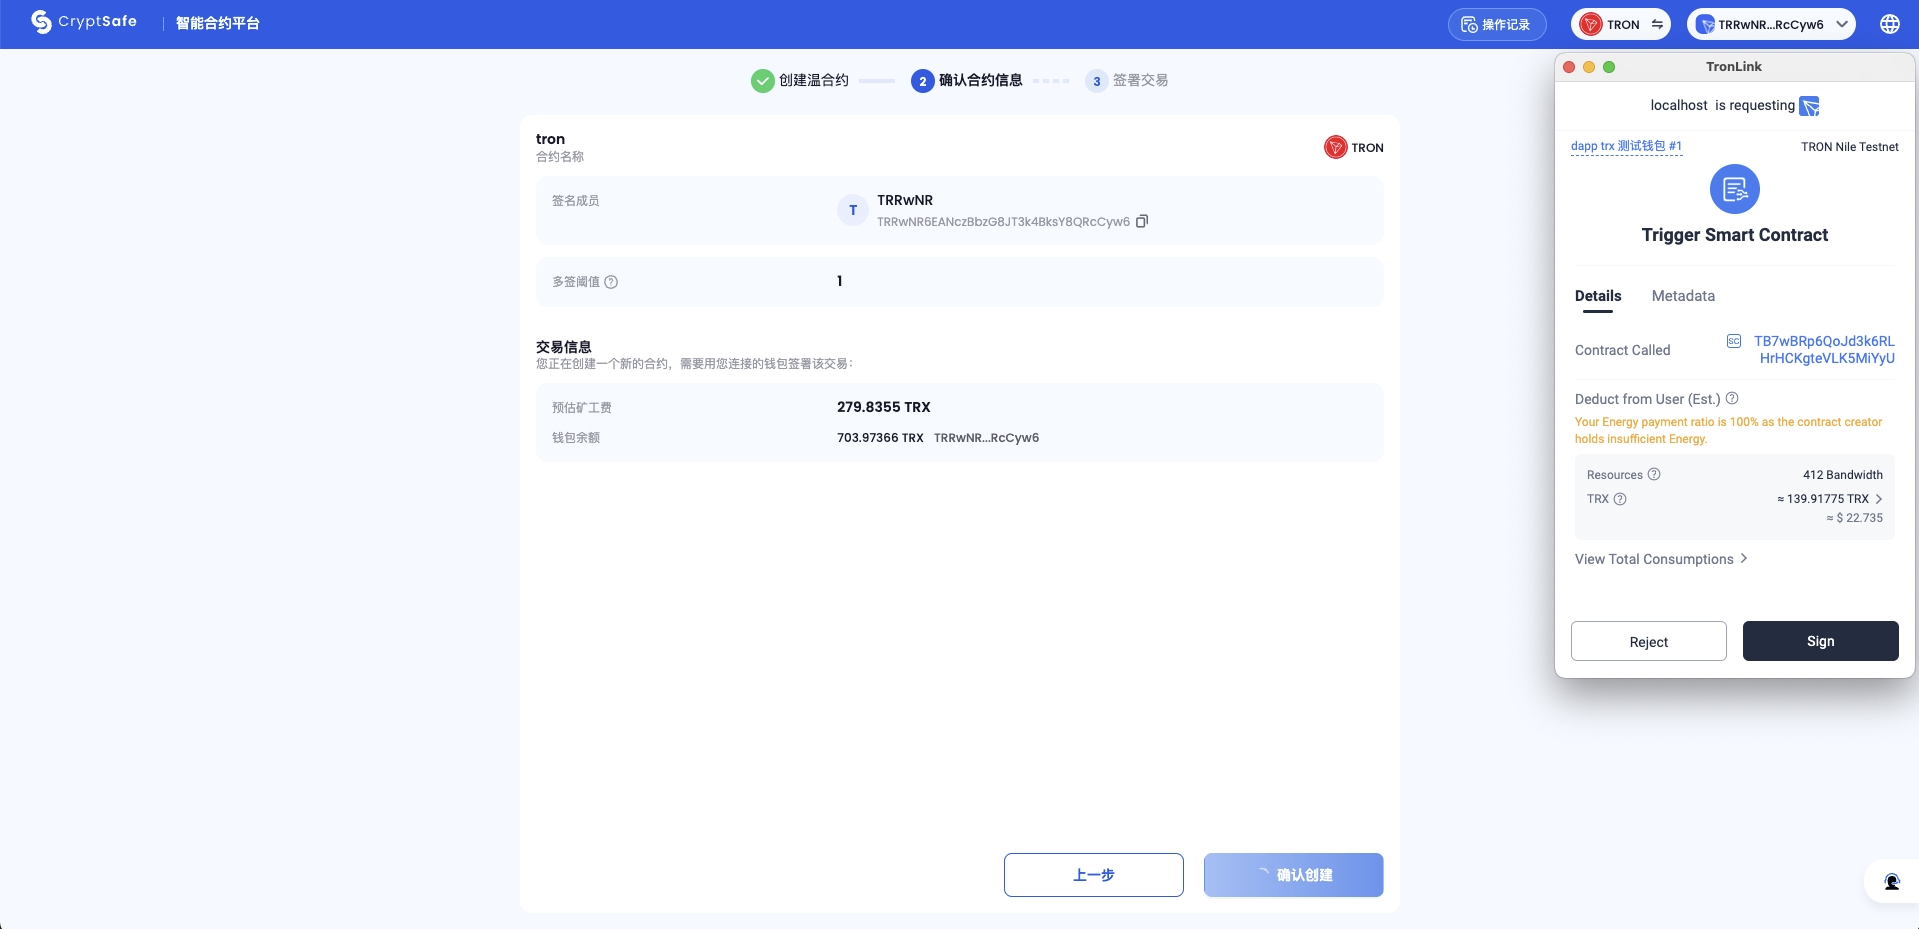 CryptSafe
智能合约平台
操作记录
TRON
TRRwNR...RcCyw6
创建温合约
2 确认合约信息
3 签署交易
tron
合约名称
TRON
签名成员
T
TRRwNR
TRRwNR6EANczBbzG8JT3k4BksY8QRcCyw6
多签阈值
1
交易信息
您正在创建一个新的合约，需要用您连接的钱包签署该交易：
预估矿工费
279.8355 TRX
钱包余额
703.97366 TRX TRRwNR...RcCyw6
上一步
确认创建
TronLink
localhost is requesting
dapp trx 测试钱包 #1
TRON Nile Testnet
Trigger Smart Contract
Details
Metadata
Contract Called
SC
TB7wBRp6QoJd3k6RL
HrHCKgteVLK5MiYyU
Deduct from User (Est.)
Your Energy payment ratio is 100% as the contract creator
holds insufficient Energy.
Resources
412 Bandwidth
TRX
≈ 139.91775 TRX
≈ $ 22.735
View Total Consumptions
Reject
Sign